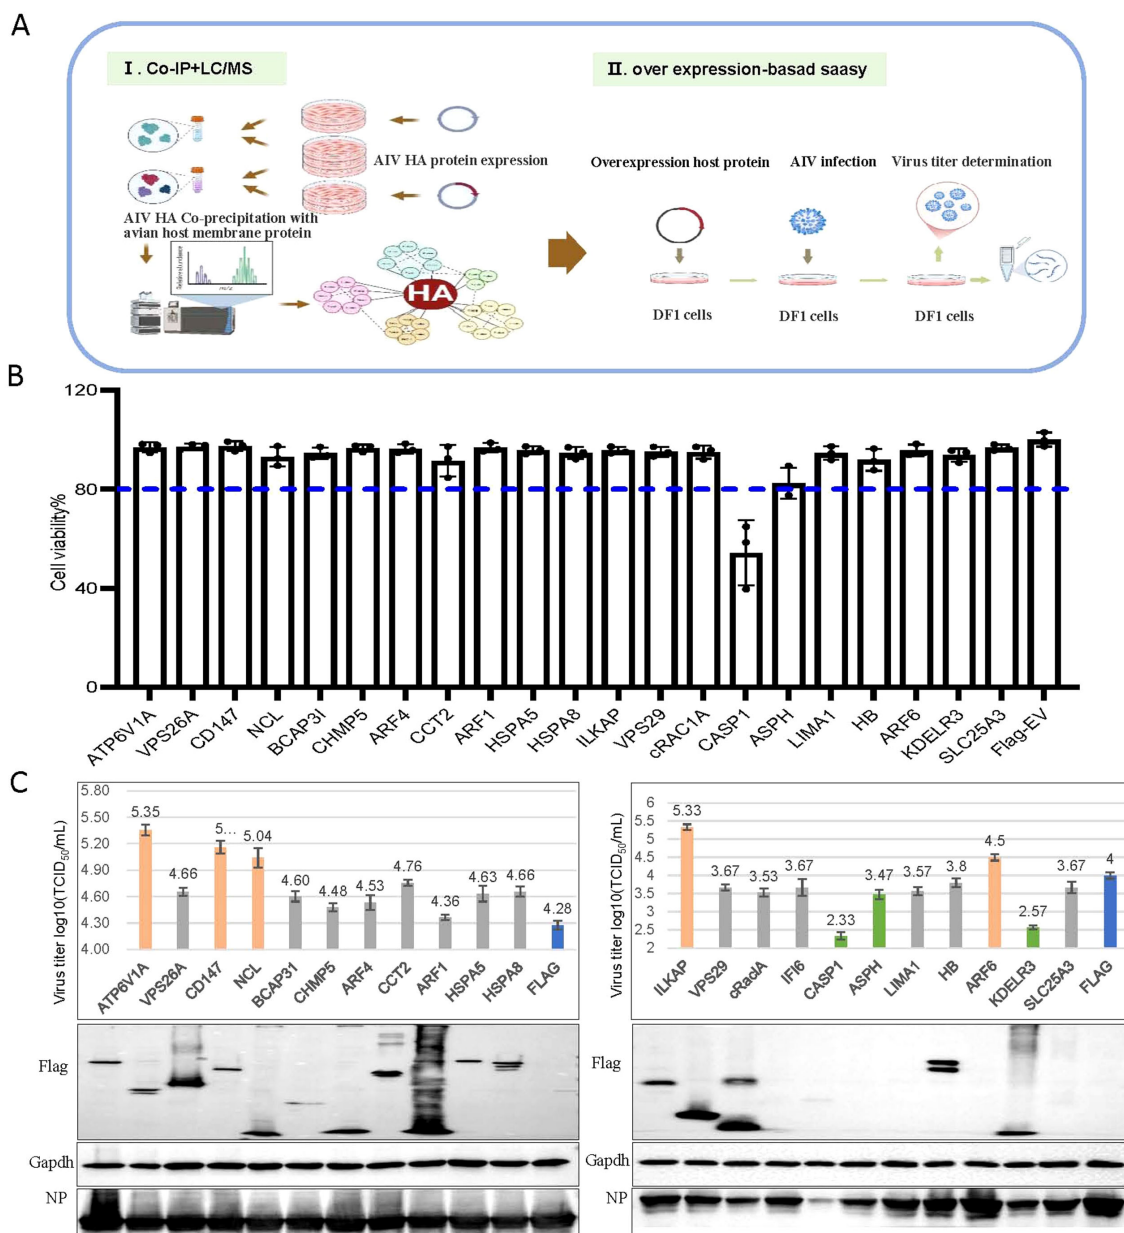 A
I . Co-IP+LC/MS
II. over expression-basad saasy
AIV HA protein expression
AIV HA Co-precipitation with
avian host membrane protein
HA
Overexpression host protein
AIV infection
Virus titer determination
DF1 cells
DF1 cells
DF1 cells
B
Cell viability%
120
80
40
0
ATP6V1A
VPS26A
CD147
NCL
BCAP3I
CHMP5
ARF4
CCT2
ARF1
HSPA5
HSPA8
ILKAP
VPS29
cRAC1A
CASP1
ASPH
LIMA1
HB
ARF6
KDELR3
SLC25A3
Flag-EV
C
Virus titer log10(TCID50/mL)
5.80
5.50
5.20
4.90
4.60
4.30
4.00
5.35
4.66
5...
5.04
4.60
4.48
4.53
4.76
4.36
4.63
4.66
4.28
ATP6V1A
VPS26A
CD147
NCL
BCAP31
CHMP5
ARF4
CCT2
ARF1
HSPA5
HSPA8
FLAG
Flag
Gapdh
NP
Virus titer log10(TCID50/mL)
6
5.5
5
4.5
4
3.5
3
2.5
2
5.33
3.67
3.53
3.67
2.33
3.47
3.57
3.8
4.5
2.57
3.67
4
ILKAP
VPS29
cRaclA
IFI6
CASP1
ASPH
LIMA1
HB
ARF6
KDELR3
SLC25A3
FLAG
Flag
Gapdh
NP